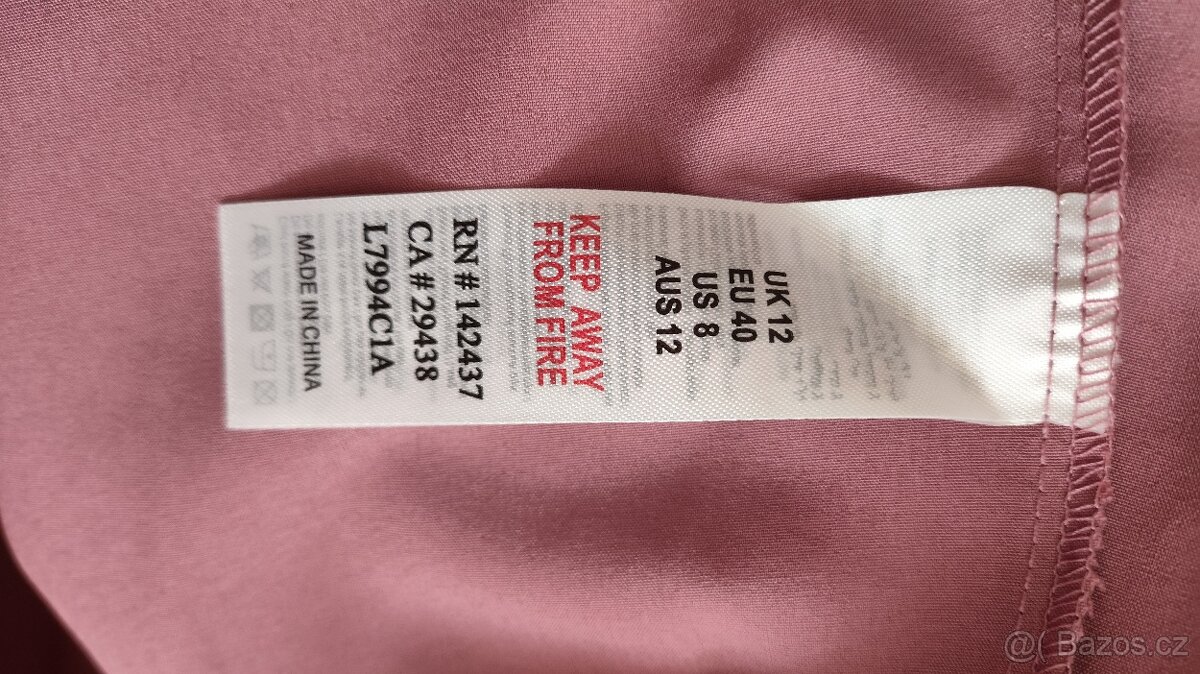 UK 12
EU 40
US 8
AUS 12
KEEP AWAY
FROM FIRE
RN # 142437
CA # 29438
L7994C1A
MADE IN CHINA
@( Bazos.cz